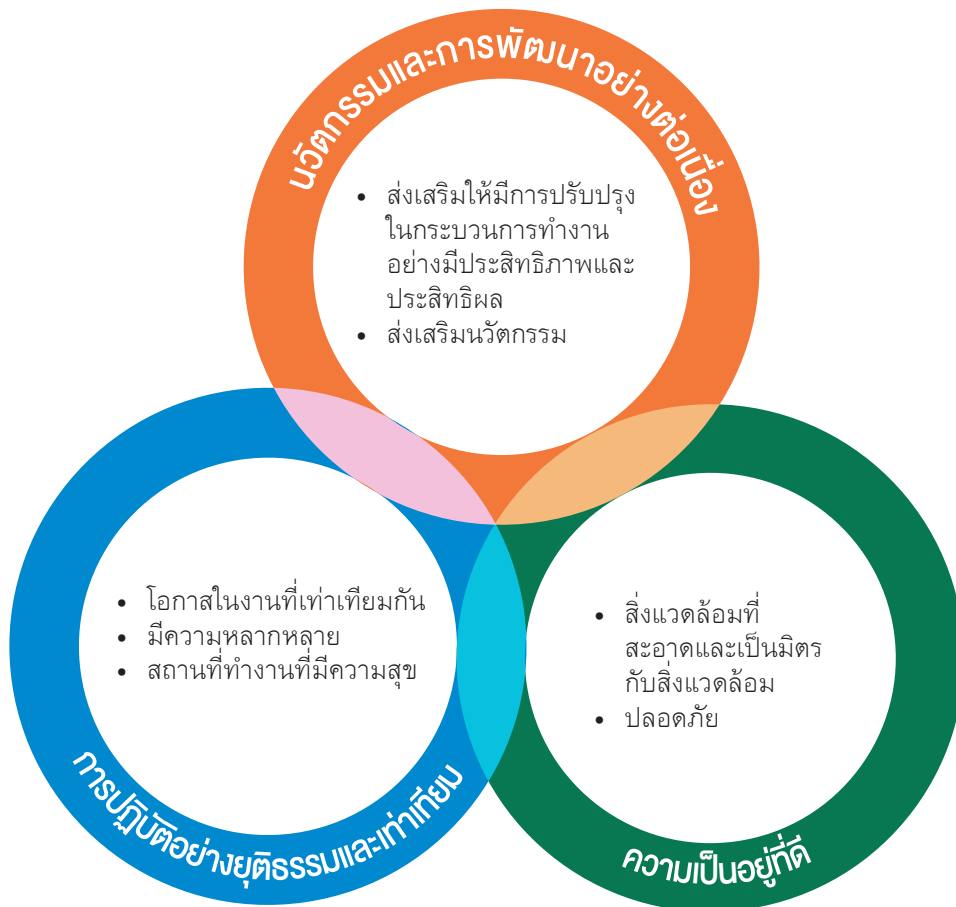 นวัตกรรมและการพัฒนาอย่างต่อเนื่อง
• ส่งเสริมให้มีการปรับปรุง
ในกระบวนการทำงาน
อย่างมีประสิทธิภาพและ
ประสิทธิผล
• ส่งเสริมนวัตกรรม
• โอกาสในงานที่เท่าเทียมกัน
• มีความหลากหลาย
• สถานที่ทำงานที่มีความสุข
การปฏิบัติอย่างยุติธรรมและเท่าเทียม
• สิ่งแวดล้อมที่
สะอาดและเป็นมิตร
กับสิ่งแวดล้อม
• ปลอดภัย
ความเป็นอยู่ที่ดี